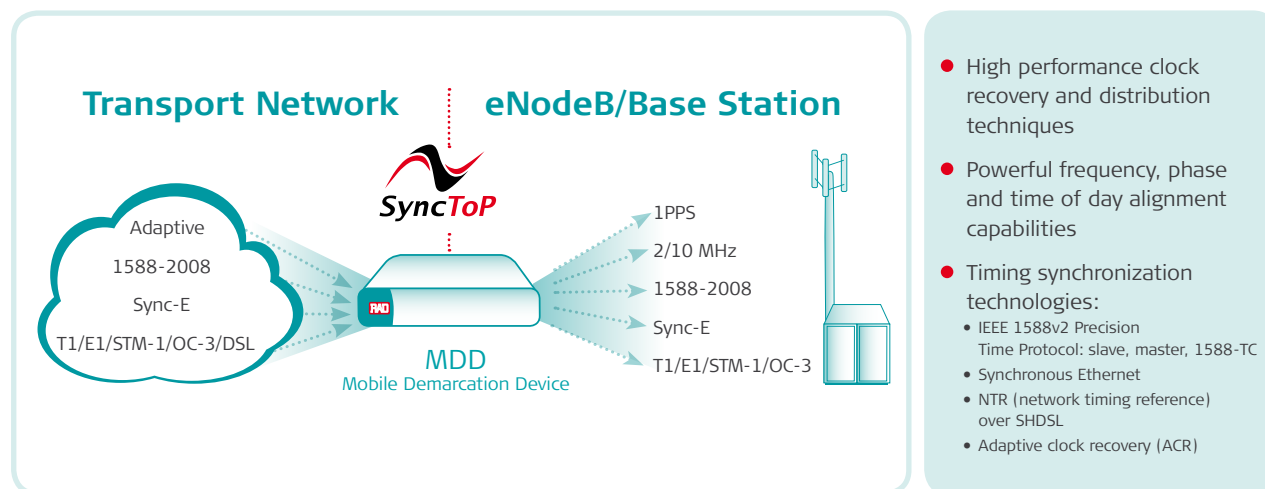 Transport Network
eNodeB/Base Station
SyncToP
Adaptive
1588-2008
Sync-E
T1/E1/STM-1/OC-3/DSL
RAD
MDD
Mobile Demarcation Device
1PPS
2/10 MHz
1588-2008
Sync-E
T1/E1/STM-1/OC-3
• High performance clock
recovery and distribution
techniques
• Powerful frequency, phase
and time of day alignment
capabilities
• Timing synchronization
technologies:
• IEEE 1588v2 Precision
Time Protocol: slave, master, 1588-TC
• Synchronous Ethernet
• NTR (network timing reference)
over SHDSL
• Adaptive clock recovery (ACR)